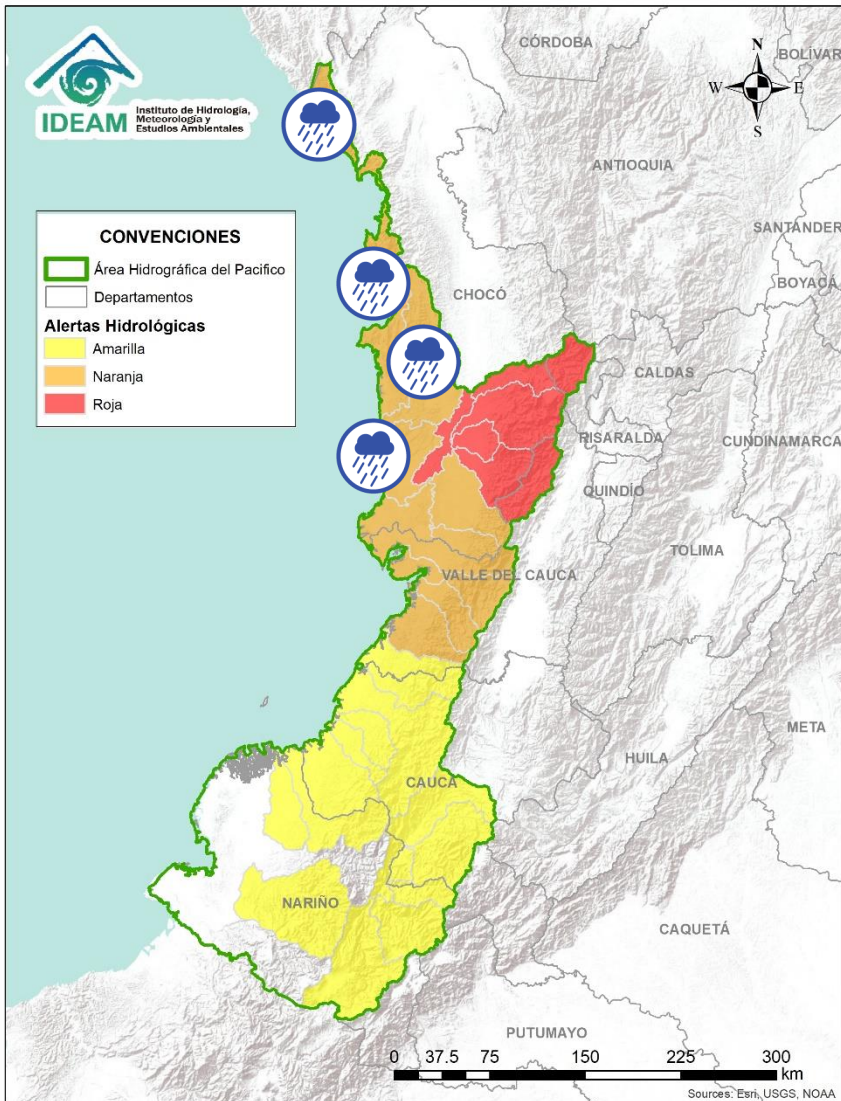 IDEAM
Instituto de Hidrología,
Meteorología y
Estudios Ambientales
CÓRDOBA
BOLÍVAR
N
W
E
S
ANTIOQUIA
SANTANDER
BOYACÁ
CONVENCIONES
Área Hidrográfica del Pacifico
Departamentos
Alertas Hidrológicas
Amarilla
Naranja
Roja
CHOCÓ
CALDAS
RISARALDA
CUNDINAMARCA
QUINDÍO
TOLIMA
VALLE DEL CAUCA
META
HUILA
CAUCA
NARIÑO
CAQUETÁ
PUTUMAYO
0 37.5 75 150 225 300
km
Sources: Esri, USGS, NOAA